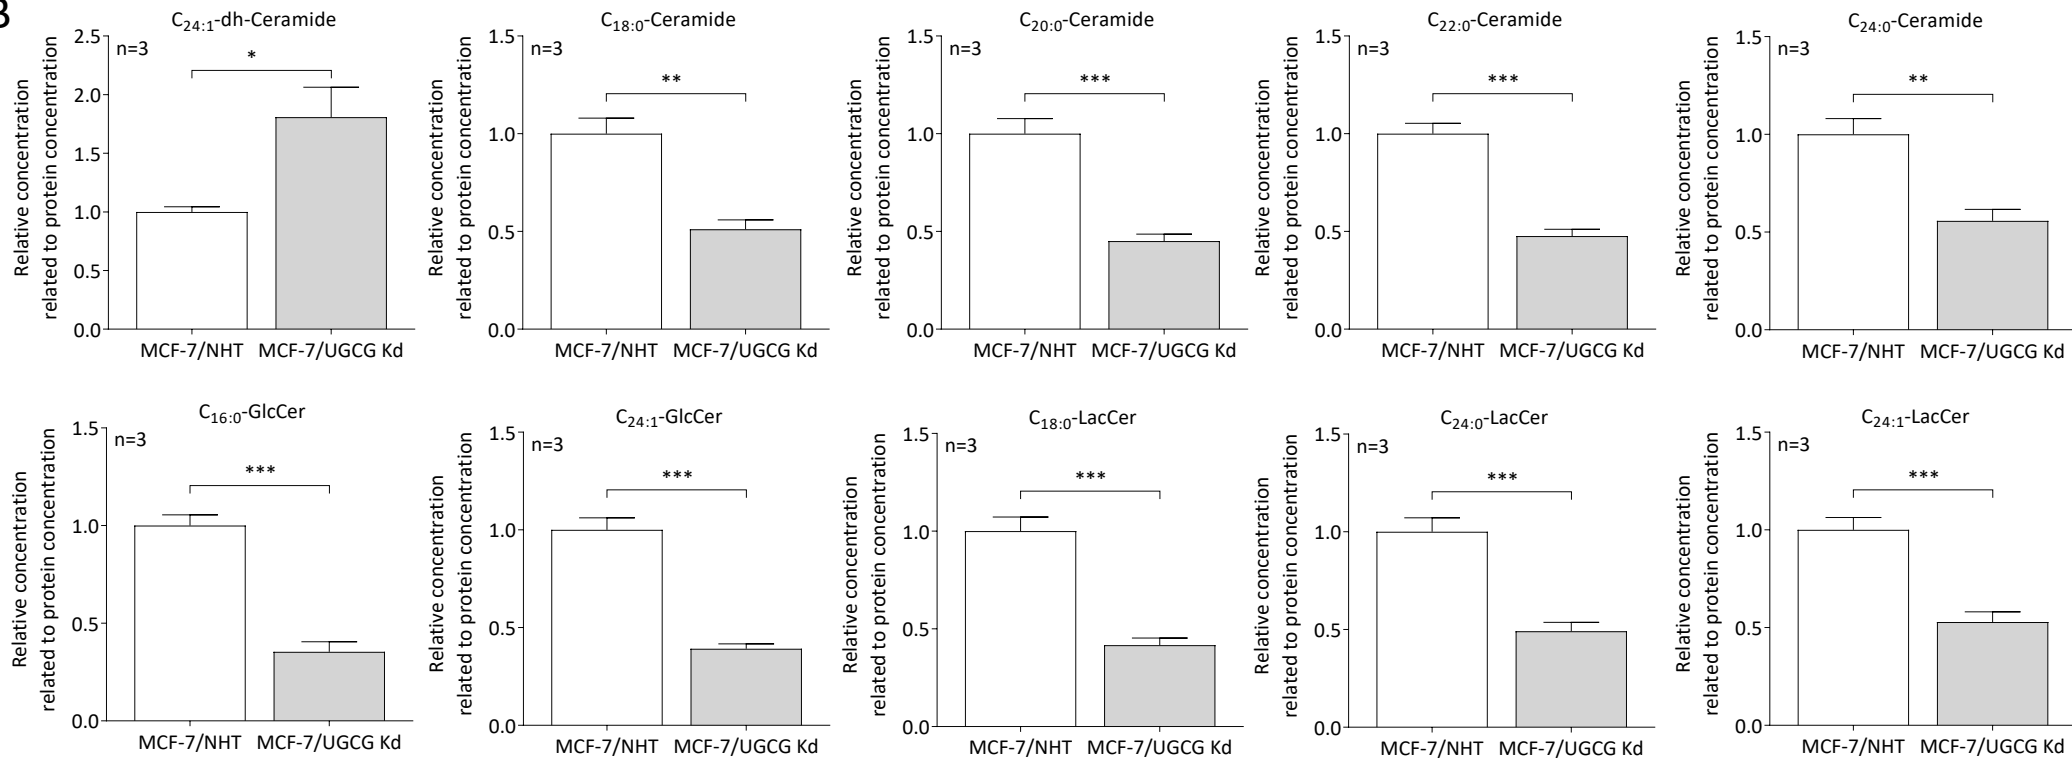 B
C24:1-dh-Ceramide
n=3
*
2.5
2.0
1.5
1.0
0.5
0.0
Relative concentration
related to protein concentration
MCF-7/NHT MCF-7/UGCG Kd
C18:0-Ceramide
n=3
**
1.5
1.0
0.5
0.0
Relative concentration
related to protein concentration
MCF-7/NHT MCF-7/UGCG Kd
C20:0-Ceramide
n=3
***
1.5
1.0
0.5
0.0
Relative concentration
related to protein concentration
MCF-7/NHT MCF-7/UGCG Kd
C22:0-Ceramide
n=3
***
1.5
1.0
0.5
0.0
Relative concentration
related to protein concentration
MCF-7/NHT MCF-7/UGCG Kd
C24:0-Ceramide
n=3
**
1.5
1.0
0.5
0.0
Relative concentration
related to protein concentration
MCF-7/NHT MCF-7/UGCG Kd
C16:0-GlcCer
n=3
***
1.5
1.0
0.5
0.0
Relative concentration
related to protein concentration
MCF-7/NHT MCF-7/UGCG Kd
C24:1-GlcCer
n=3
***
1.5
1.0
0.5
0.0
Relative concentration
related to protein concentration
MCF-7/NHT MCF-7/UGCG Kd
C18:0-LacCer
n=3
***
1.5
1.0
0.5
0.0
Relative concentration
related to protein concentration
MCF-7/NHT MCF-7/UGCG Kd
C24:0-LacCer
n=3
***
1.5
1.0
0.5
0.0
Relative concentration
related to protein concentration
MCF-7/NHT MCF-7/UGCG Kd
C24:1-LacCer
n=3
***
1.5
1.0
0.5
0.0
Relative concentration
related to protein concentration
MCF-7/NHT MCF-7/UGCG Kd